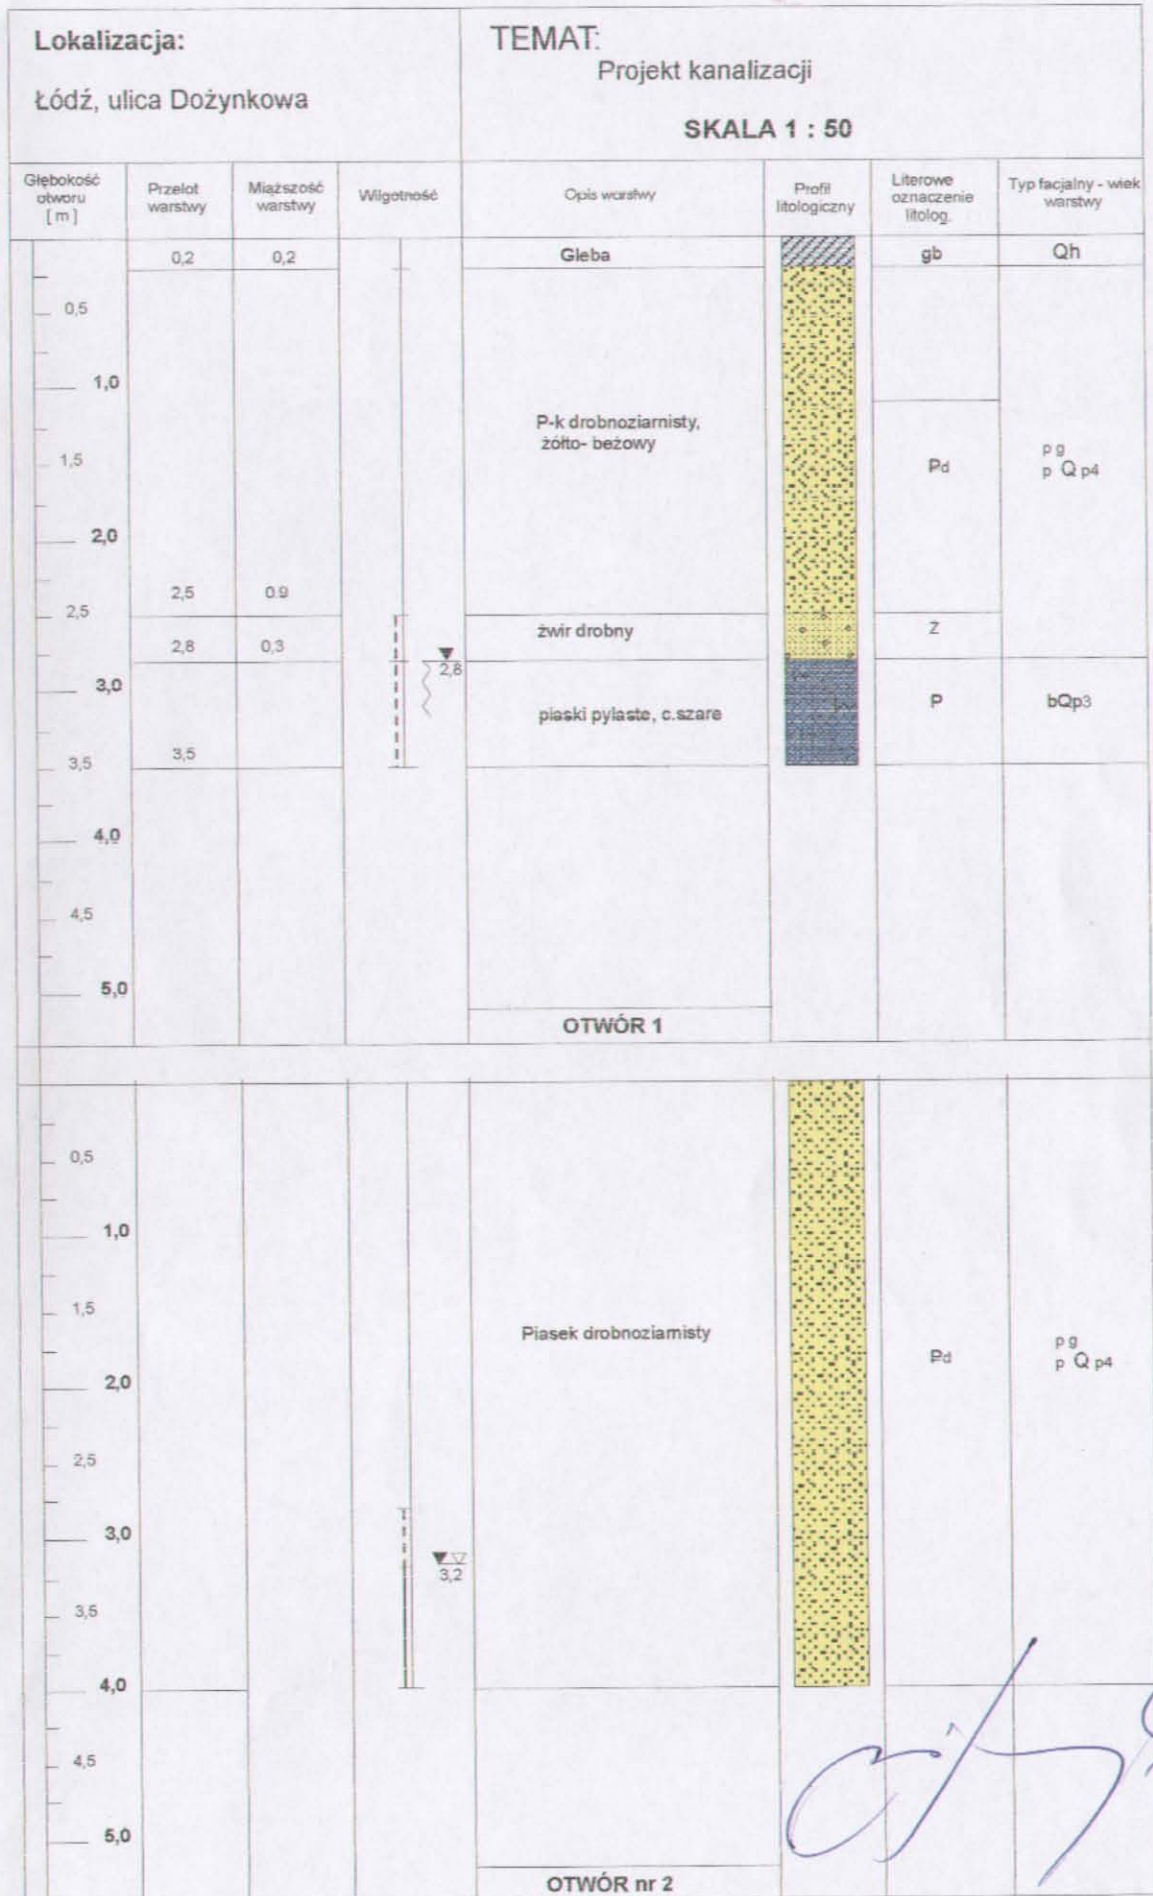 Lokalizacja:
Łódź, ulica Dożynkowa
TEMAT:
Projekt kanalizacji
SKALA 1 : 50
Głębokość
otworu
[ m ]
Przelot
warstwy
Miąższość
warstwy
Wilgotność
Opis warstwy
Profil
litologiczny
Literowe
oznaczenie
litolog.
Typ facjalny - wiek
warstwy
0,2
0,2
Gleba
gb
Qh
0,5
1,0
1,5
2,0
2,5
3,0
3,5
4,0
4,5
5,0
P-k drobnoziarnisty,
żółto- beżowy
Pd
p g
p Q p4
2,5
0.9
żwir drobny
Z
2,8
0,3
2,8
piaski pylaste, c.szare
P
bQp3
3,5
OTWÓR 1
0,5
1,0
1,5
2,0
2,5
3,0
3,5
4,0
4,5
5,0
Piasek drobnoziarnisty
Pd
p g
p Q p4
3,2
OTWÓR nr 2